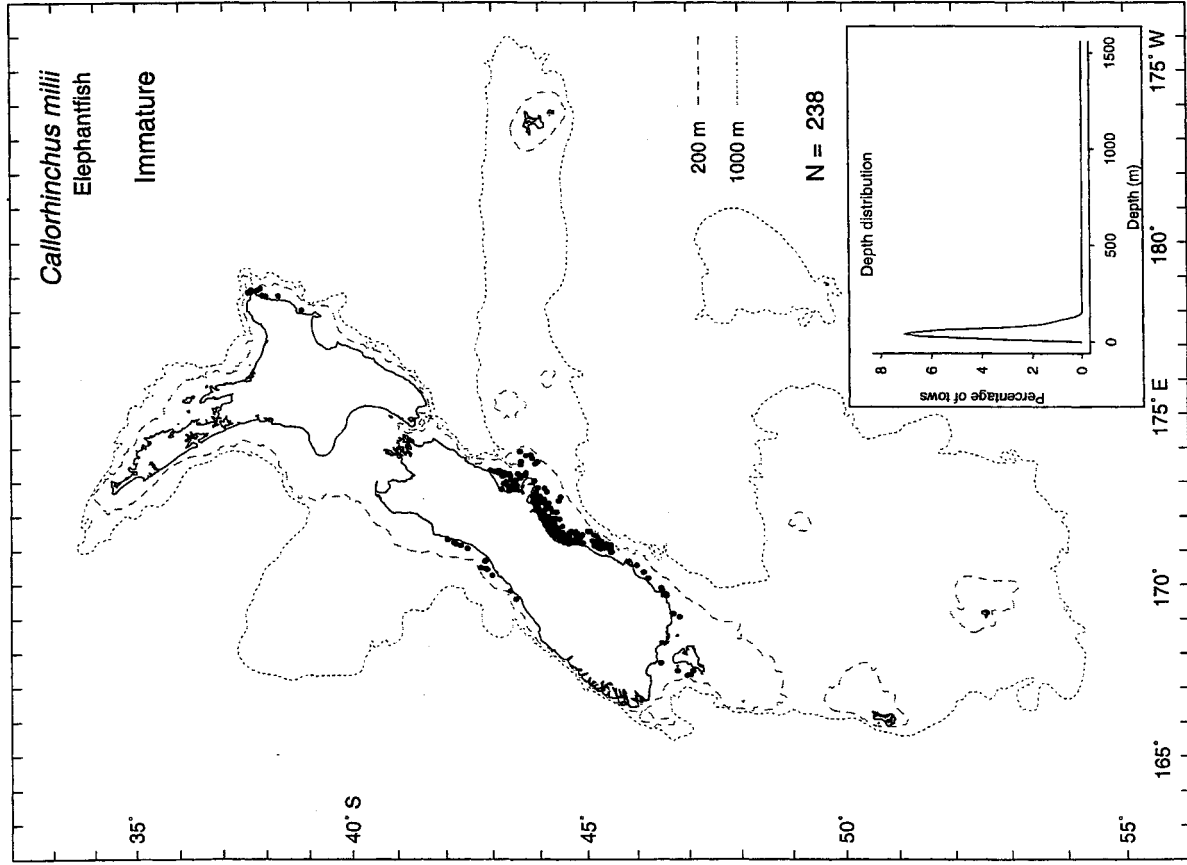 Callorhinchus milii
Elephantfish
Immature
35°
40° S
45°
50°
55°
165°
170°
175° E
180°
175° W
200 m
1000 m
N = 238
Depth distribution
Percentage of tows
8
6
4
2
0
0
500
1000
1500
Depth (m)